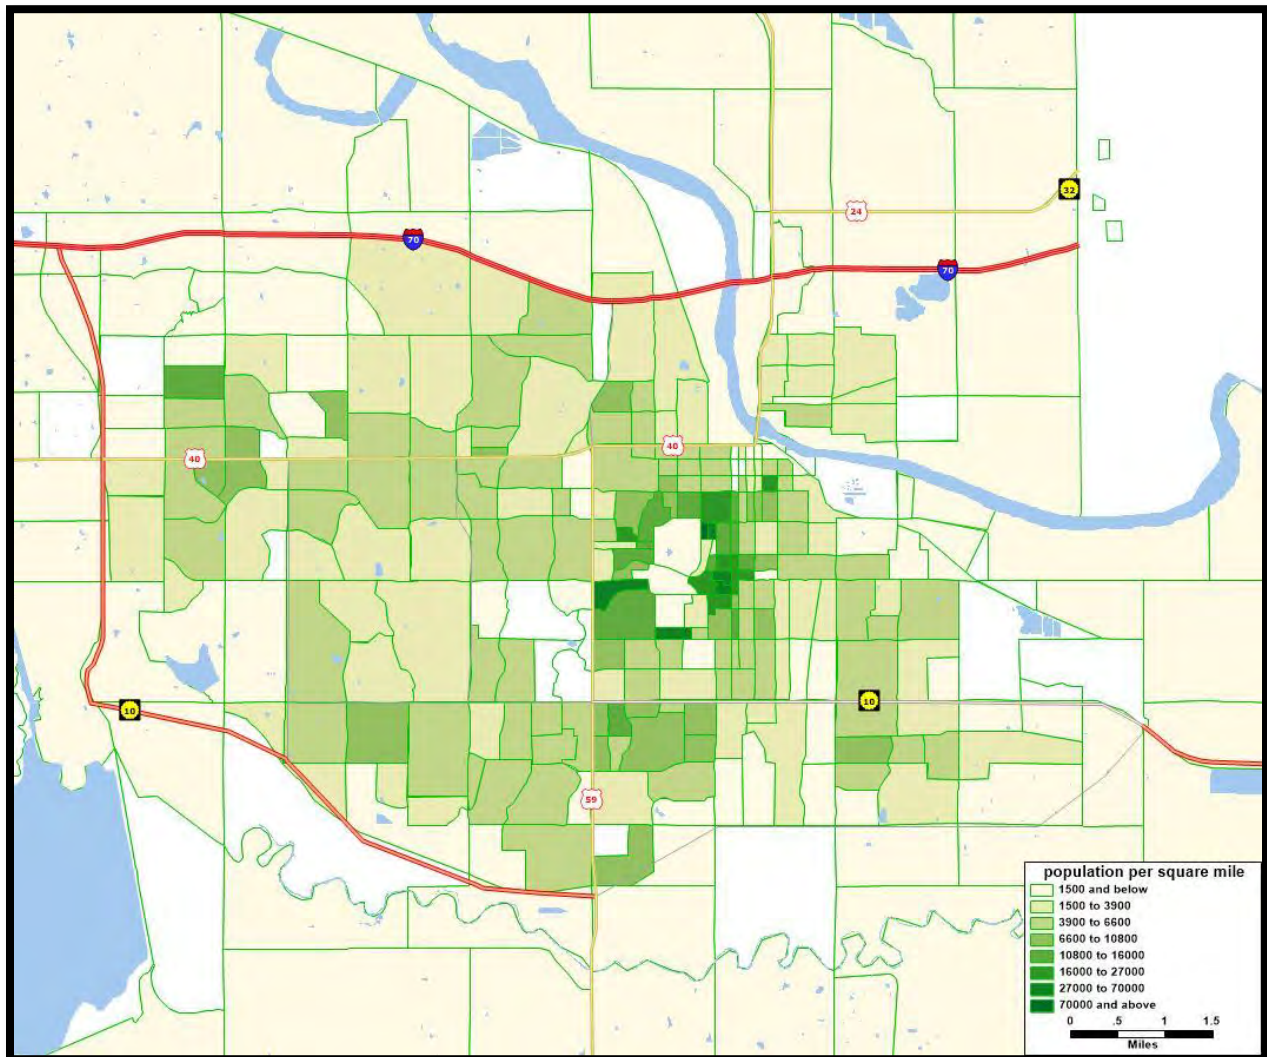 32
24
70
70
40
40
10
10
59
population per square mile
1500 and below
1500 to 3900
3900 to 6600
6600 to 10800
10800 to 16000
16000 to 27000
27000 to 70000
70000 and above
0 .5 1 1.5
Miles